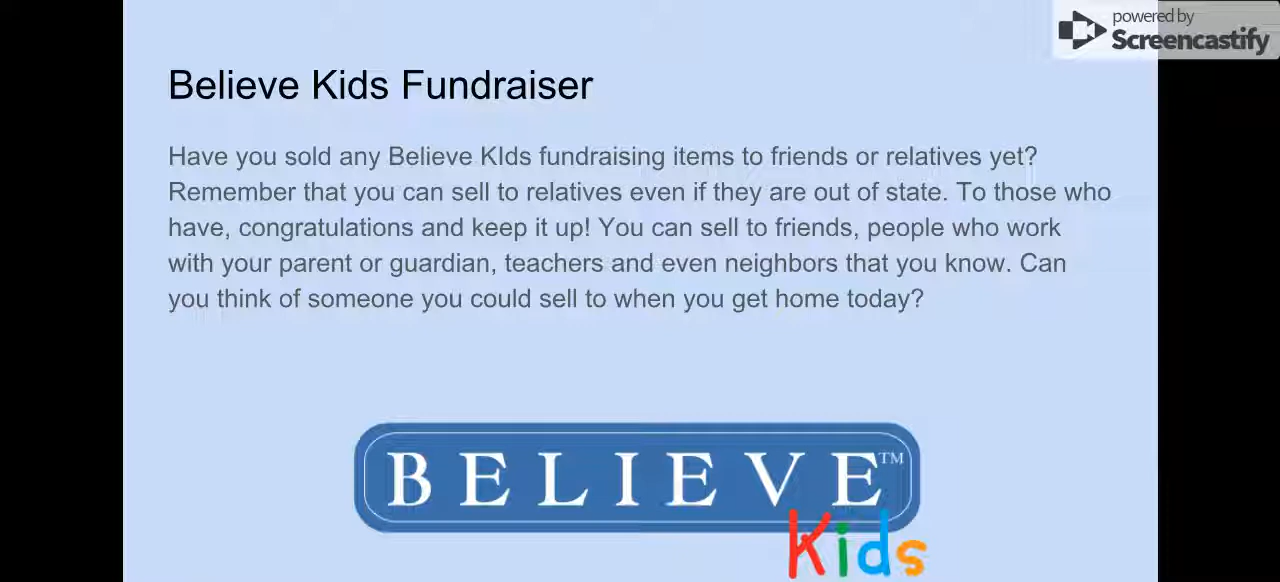 powered by
Screencastify
Believe Kids Fundraiser
Have you sold any Believe KIds fundraising items to friends or relatives yet?
Remember that you can sell to relatives even if they are out of state. To those who
have, congratulations and keep it up! You can sell to friends, people who work
with your parent or guardian, teachers and even neighbors that you know. Can
you think of someone you could sell to when you get home today?
BELIEVE™
Kids